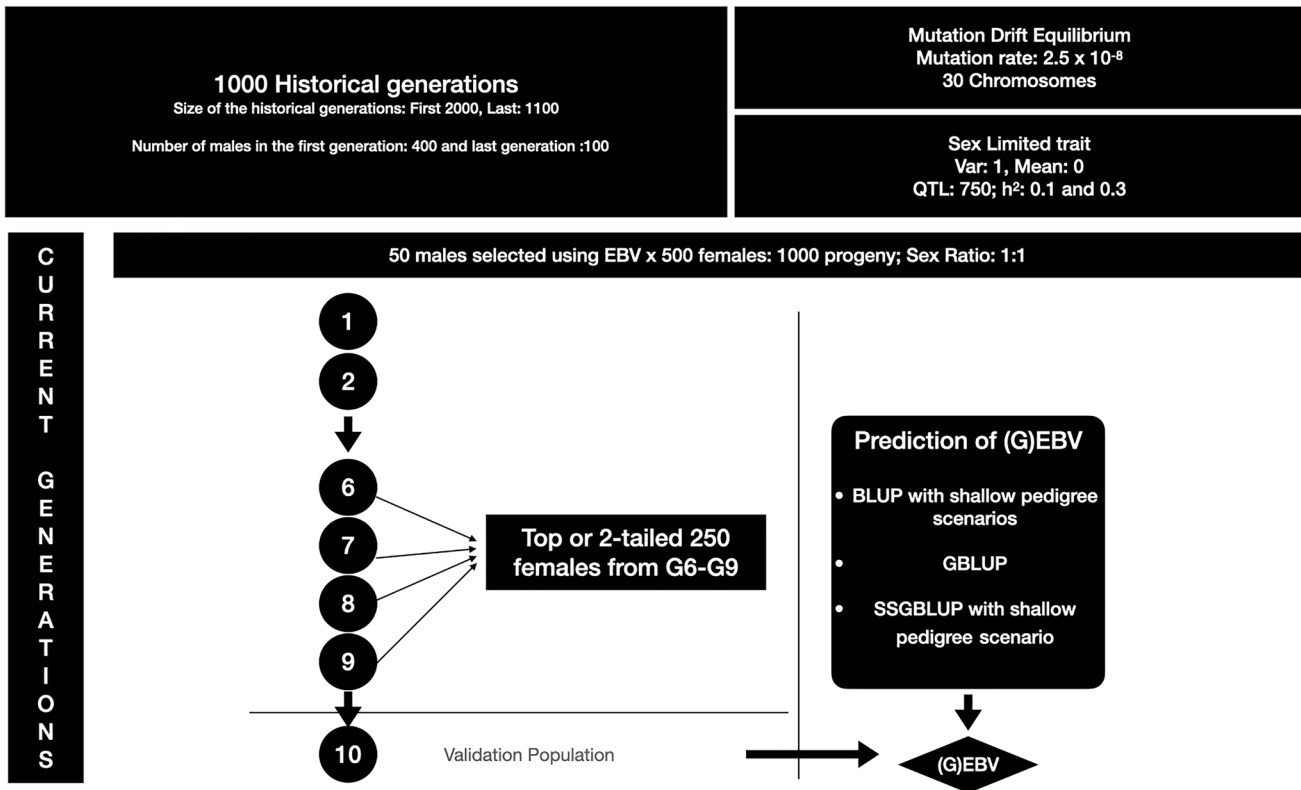 1000 Historical generations
Size of the historical generations: First 2000, Last: 1100
Number of males in the first generation: 400 and last generation :100
Mutation Drift Equilibrium
Mutation rate: 2.5 x 10⁻⁸
30 Chromosomes
Sex Limited trait
Var: 1, Mean: 0
QTL: 750; h²: 0.1 and 0.3
CURRENT GENERATIONS
50 males selected using EBV x 500 females: 1000 progeny; Sex Ratio: 1:1
1
2
6
7
8
9
10
Top or 2-tailed 250
females from G6-G9
Validation Population
Prediction of (G)EBV
• BLUP with shallow pedigree
scenarios
• GBLUP
• SSGBLUP with shallow
pedigree scenario
(G)EBV